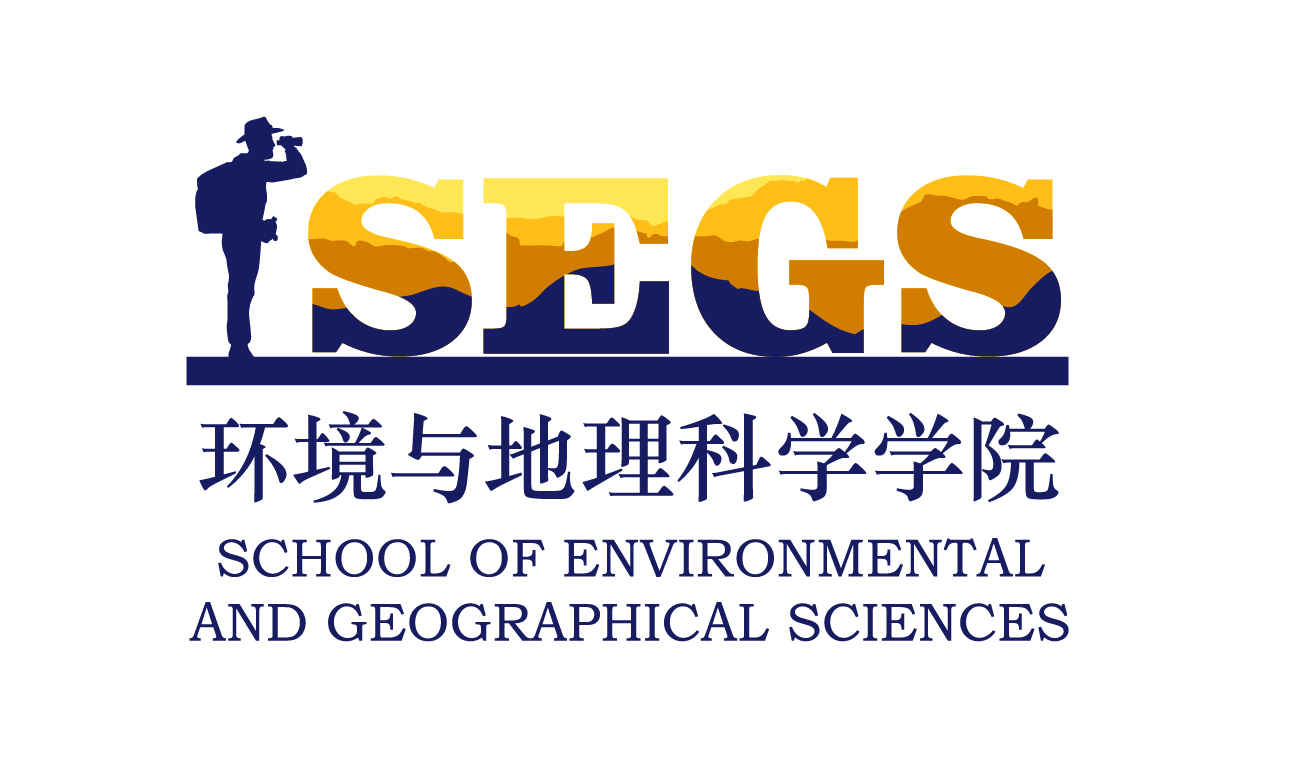 SEGS
环境与地理科学学院
SCHOOL OF ENVIRONMENTAL
AND GEOGRAPHICAL SCIENCES